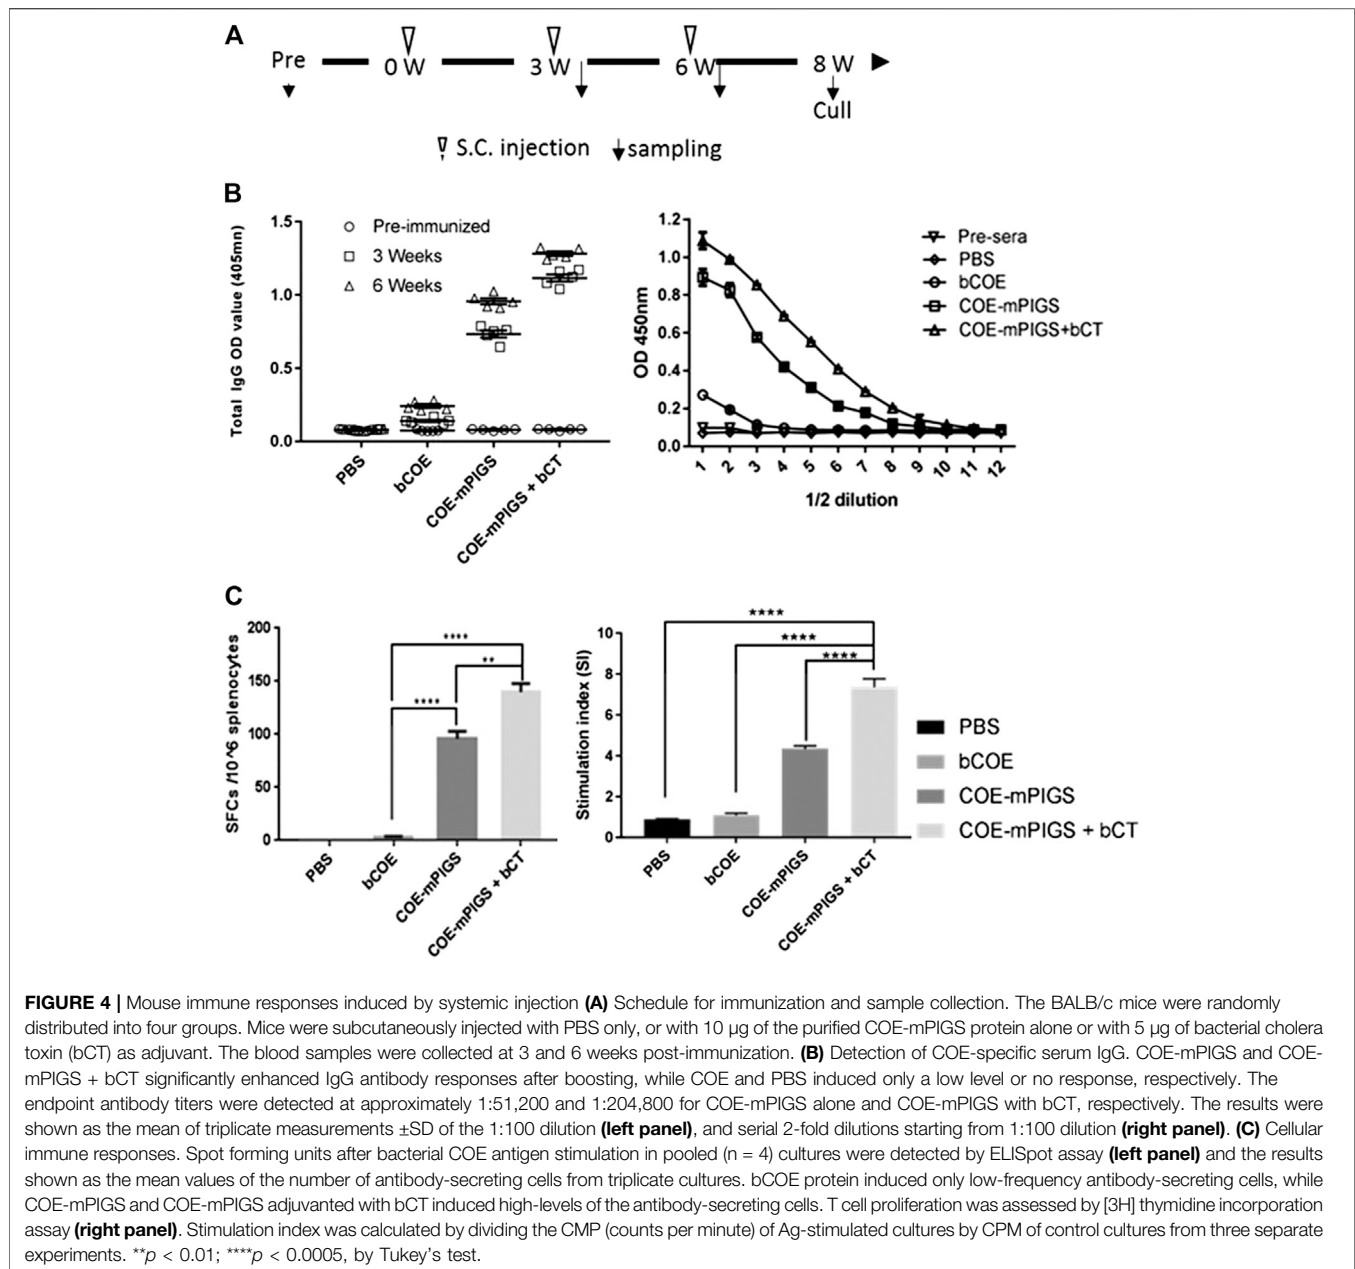 A
Pre
0 W
3 W
6 W
8 W
Cull
S.C. injection
sampling
B
Total IgG OD value (405mn)
1.5
1.0
0.5
0.0
Pre-immunized
3 Weeks
6 Weeks
PBS
bCOE
COE-mPIGS
COE-mPIGS + bCT
OD 450nm
1.2
1.0
0.8
0.6
0.4
0.2
0.0
1 2 3 4 5 6 7 8 9 10 11 12
1/2 dilution
Pre-sera
PBS
bCOE
COE-mPIGS
COE-mPIGS+bCT
C
SFCs /10^6 splenocytes
200
150
100
50
0
****
**
****
PBS
bCOE
COE-mPIGS
COE-mPIGS + bCT
Stimulation index (SI)
10
8
6
4
2
0
****
****
****
PBS
bCOE
COE-mPIGS
COE-mPIGS + bCT
PBS
bCOE
COE-mPIGS
COE-mPIGS + bCT
FIGURE 4 | Mouse immune responses induced by systemic injection (A) Schedule for immunization and sample collection. The BALB/c mice were randomly
distributed into four groups. Mice were subcutaneously injected with PBS only, or with 10 µg of the purified COE-mPIGS protein alone or with 5 µg of bacterial cholera
toxin (bCT) as adjuvant. The blood samples were collected at 3 and 6 weeks post-immunization. (B) Detection of COE-specific serum IgG. COE-mPIGS and COE-
mPIGS + bCT significantly enhanced IgG antibody responses after boosting, while COE and PBS induced only a low level or no response, respectively. The
endpoint antibody titers were detected at approximately 1:51,200 and 1:204,800 for COE-mPIGS alone and COE-mPIGS with bCT, respectively. The results were
shown as the mean of triplicate measurements ±SD of the 1:100 dilution (left panel), and serial 2-fold dilutions starting from 1:100 dilution (right panel). (C) Cellular
immune responses. Spot forming units after bacterial COE antigen stimulation in pooled (n = 4) cultures were detected by ELISpot assay (left panel) and the results
shown as the mean values of the number of antibody-secreting cells from triplicate cultures. bCOE protein induced only low-frequency antibody-secreting cells, while
COE-mPIGS and COE-mPIGS adjuvanted with bCT induced high-levels of the antibody-secreting cells. T cell proliferation was assessed by [3H] thymidine incorporation
assay (right panel). Stimulation index was calculated by dividing the CMP (counts per minute) of Ag-stimulated cultures by CPM of control cultures from three separate
experiments. **p < 0.01; ****p < 0.0005, by Tukey's test.